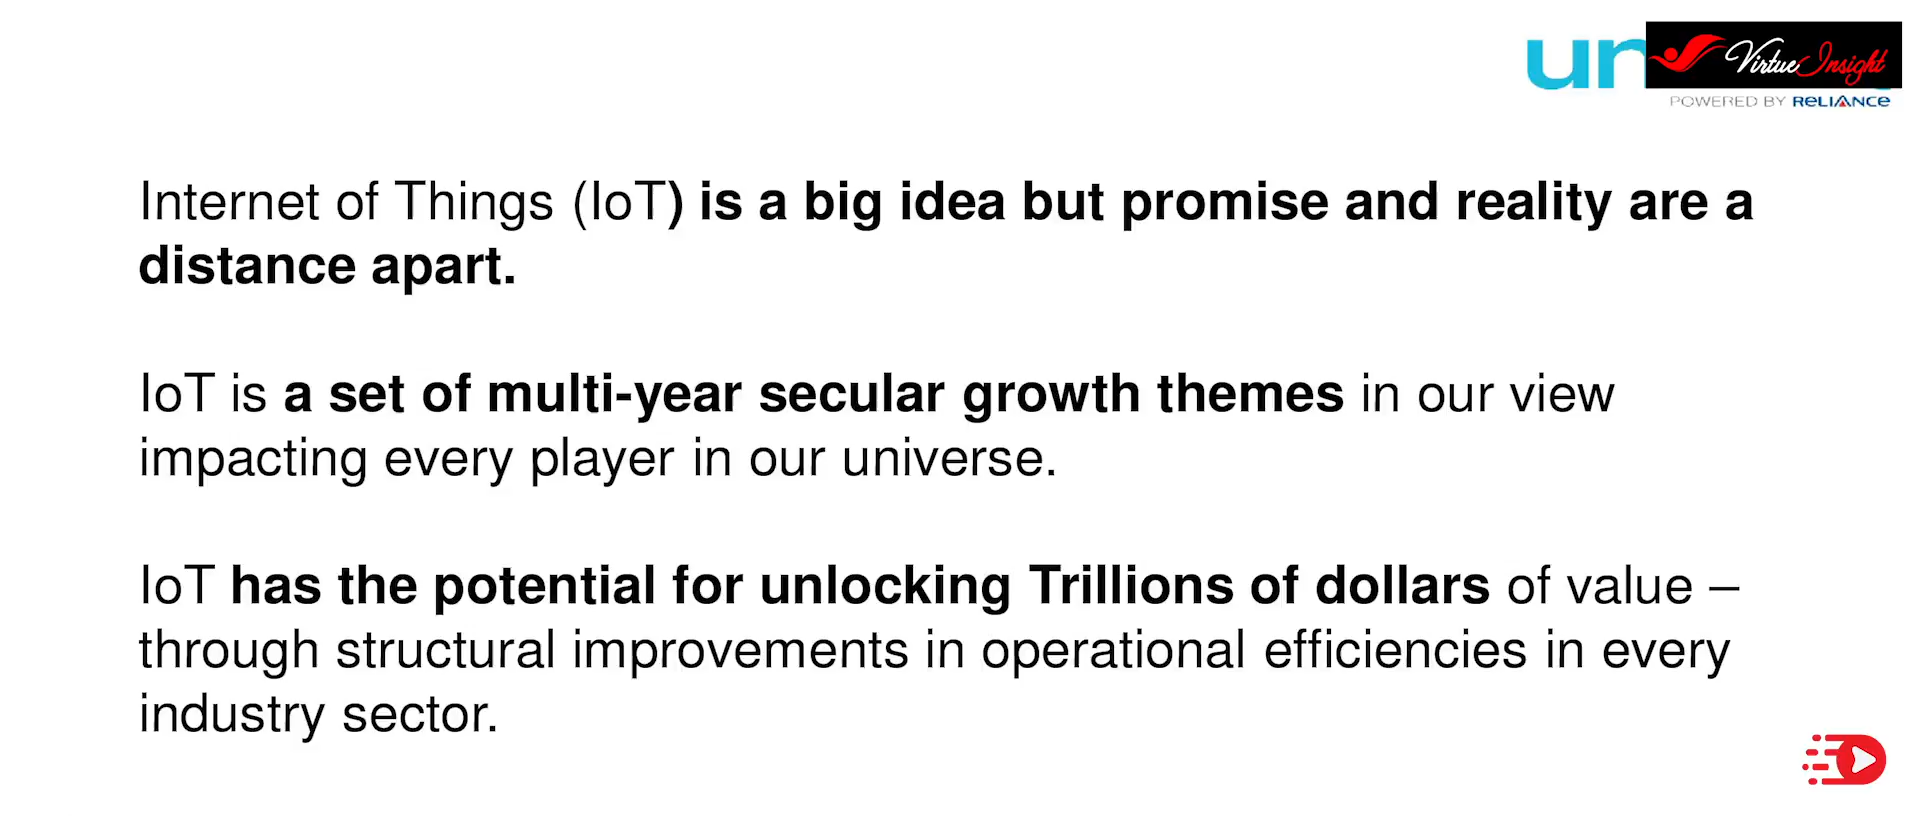 Virtue Insight
POWERED BY RELIANCE
Internet of Things (IoT) is a big idea but promise and reality are a
distance apart.
IoT is a set of multi-year secular growth themes in our view
impacting every player in our universe.
IoT has the potential for unlocking Trillions of dollars of value –
through structural improvements in operational efficiencies in every
industry sector.